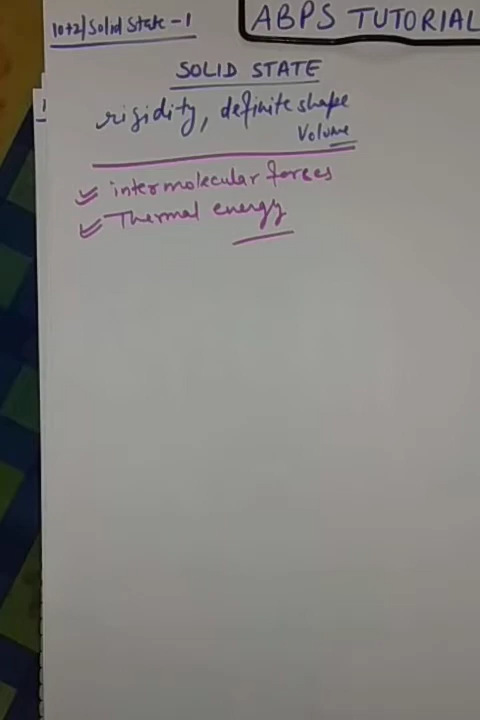 10+2/Solid State-1
ABPS TUTORIAL
SOLID STATE
rigidity, definite shape
Volume
intermolecular forces
Thermal energy